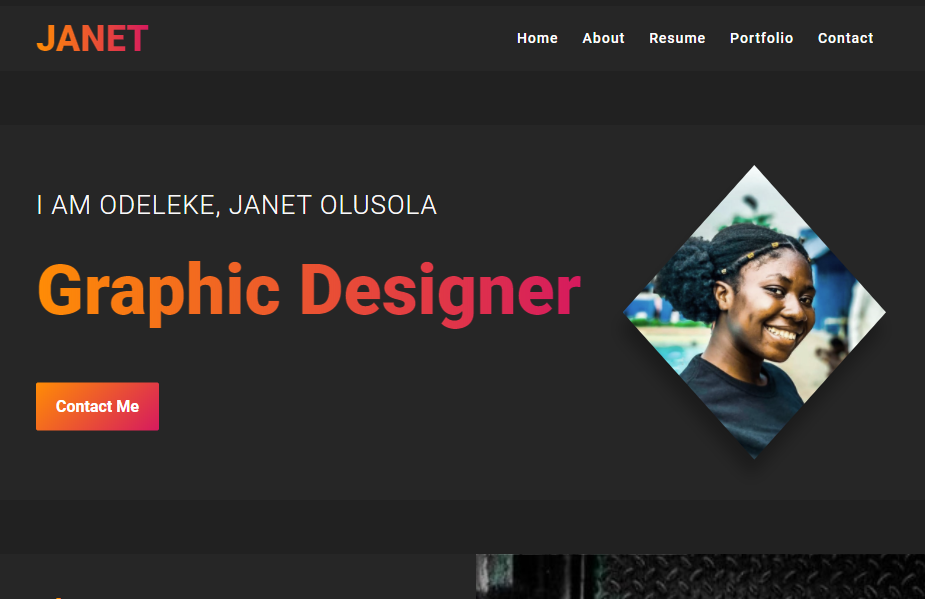 JANET
Home About Resume Portfolio Contact
I AM ODELEKE, JANET OLUSOLA
Graphic Designer
Contact Me